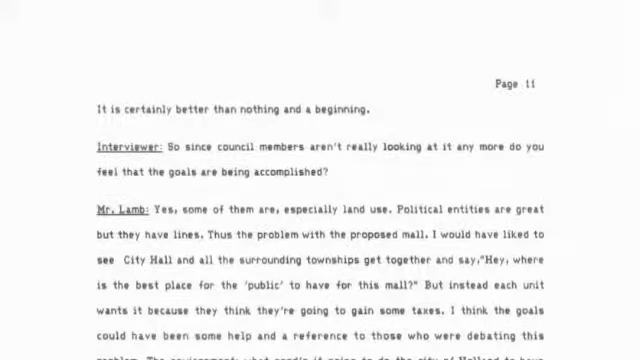 Page 11
It is certainly better than nothing and a beginning.
Interviewer: So since council members aren't really looking at it any more do you
feel that the goals are being accomplished?
Mr. Lamb: Yes, some of them are, especially land use. Political entities are great
but they have lines. Thus the problem with the proposed mall. I would have liked to
see City Hall and all the surrounding townships get together and say,"Hey, where
is the best place for the 'public' to have for this mall?" But instead each unit
wants it because they think they're going to gain some taxes. I think the goals
could have been some help and a reference to those who were debating this